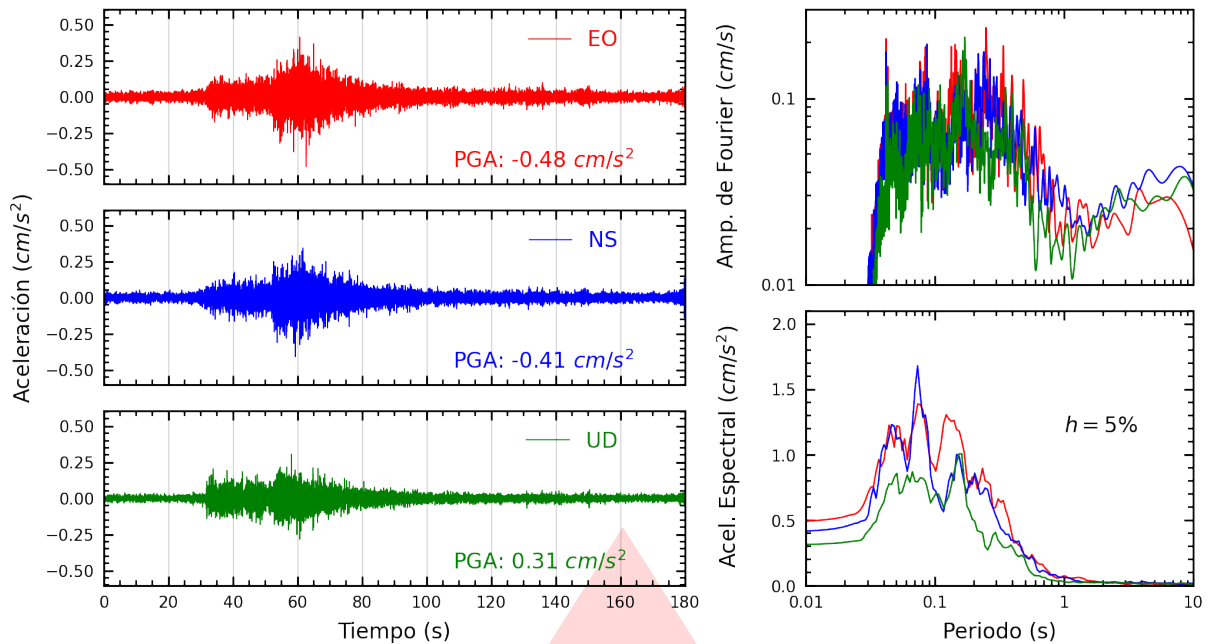 Aceleración (cm/s²)
0.50
0.25
0.00
−0.25
−0.50
EO
PGA: -0.48 cm/s²
0.50
0.25
0.00
−0.25
−0.50
NS
PGA: -0.41 cm/s²
0.50
0.25
0.00
−0.25
−0.50
UD
PGA: 0.31 cm/s²
0 20 40 60 80 100 120 140 160 180
Tiempo (s)
Amp. de Fourier (cm/s)
0.1
0.01
Acel. Espectral (cm/s²)
2.0
1.5
1.0
0.5
0.0
h = 5%
0.01 0.1 1 10
Periodo (s)